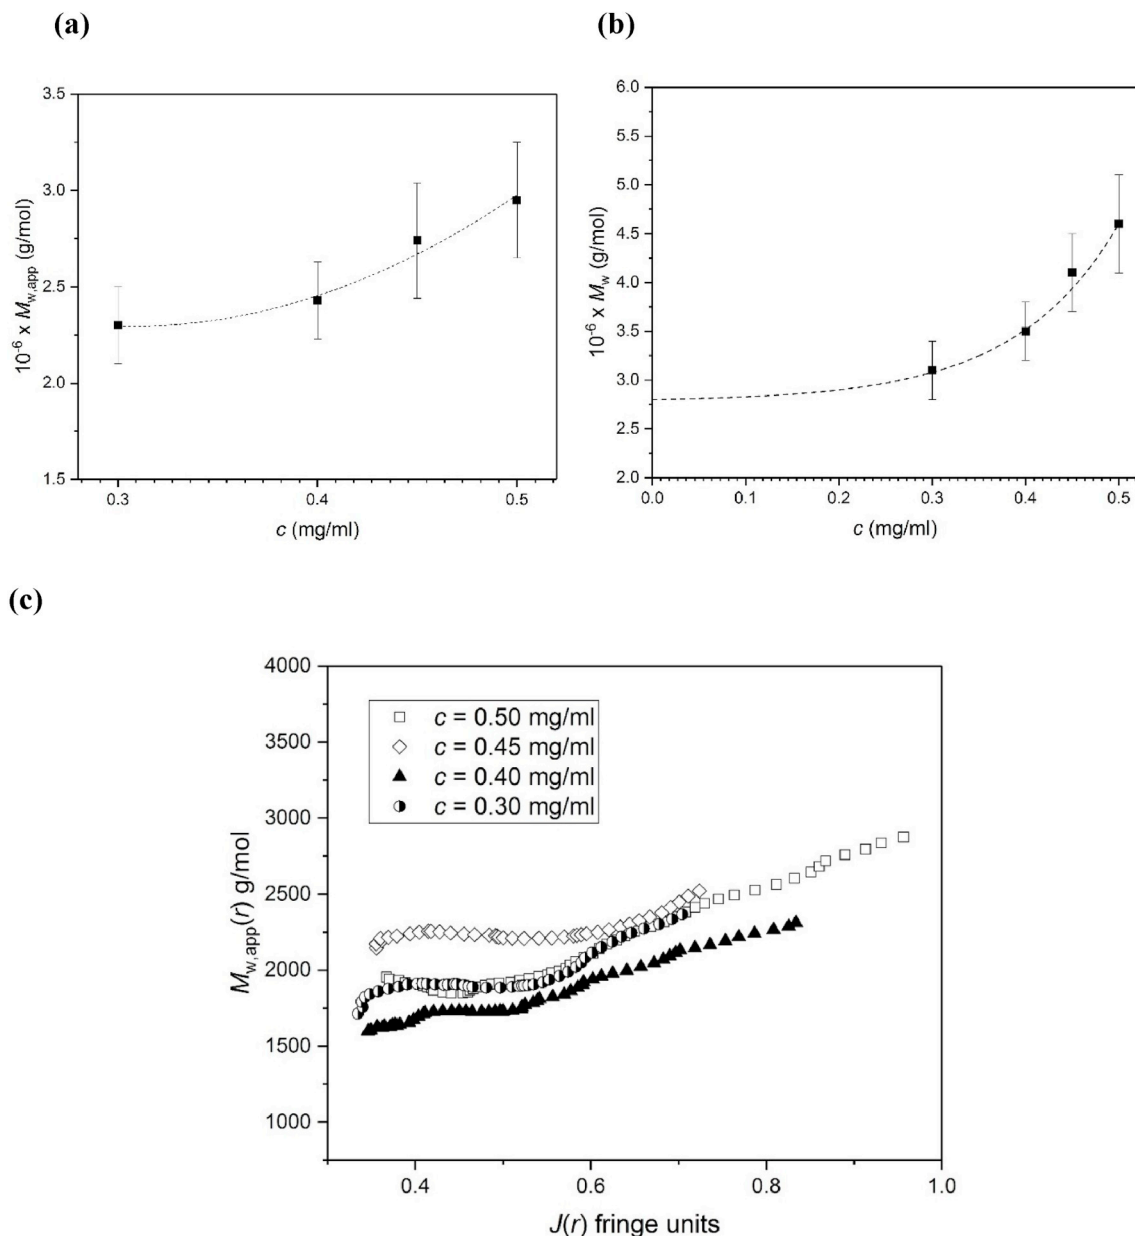 (a)
(b)
3.5
3.0
2.5
2.0
1.5
10⁻⁶ x M_w,app (g/mol)
0.3
0.4
0.5
c (mg/ml)
6.0
5.5
5.0
4.5
4.0
3.5
3.0
2.5
2.0
10⁻⁶ x M_w (g/mol)
0.0
0.1
0.2
0.3
0.4
0.5
c (mg/ml)
(c)
4000
3500
3000
2500
2000
1500
1000
M_w,app(r) g/mol
c = 0.50 mg/ml
c = 0.45 mg/ml
c = 0.40 mg/ml
c = 0.30 mg/ml
0.4
0.6
0.8
1.0
J(r) fringe units